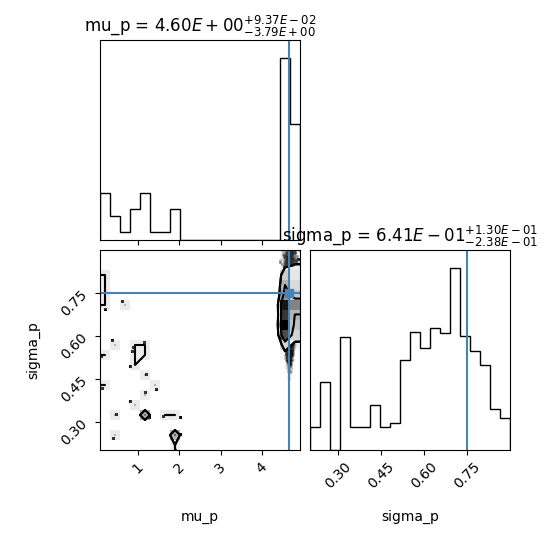 mu_p = 4.60E + 00+9.37E − 02 −3.79E + 00
sigma_p = 6.41E − 01+1.30E − 01 −2.38E − 01
sigma_p
0.75
0.60
0.45
0.30
1 2 3 4
0.30 0.45 0.60 0.75
mu_p
sigma_p